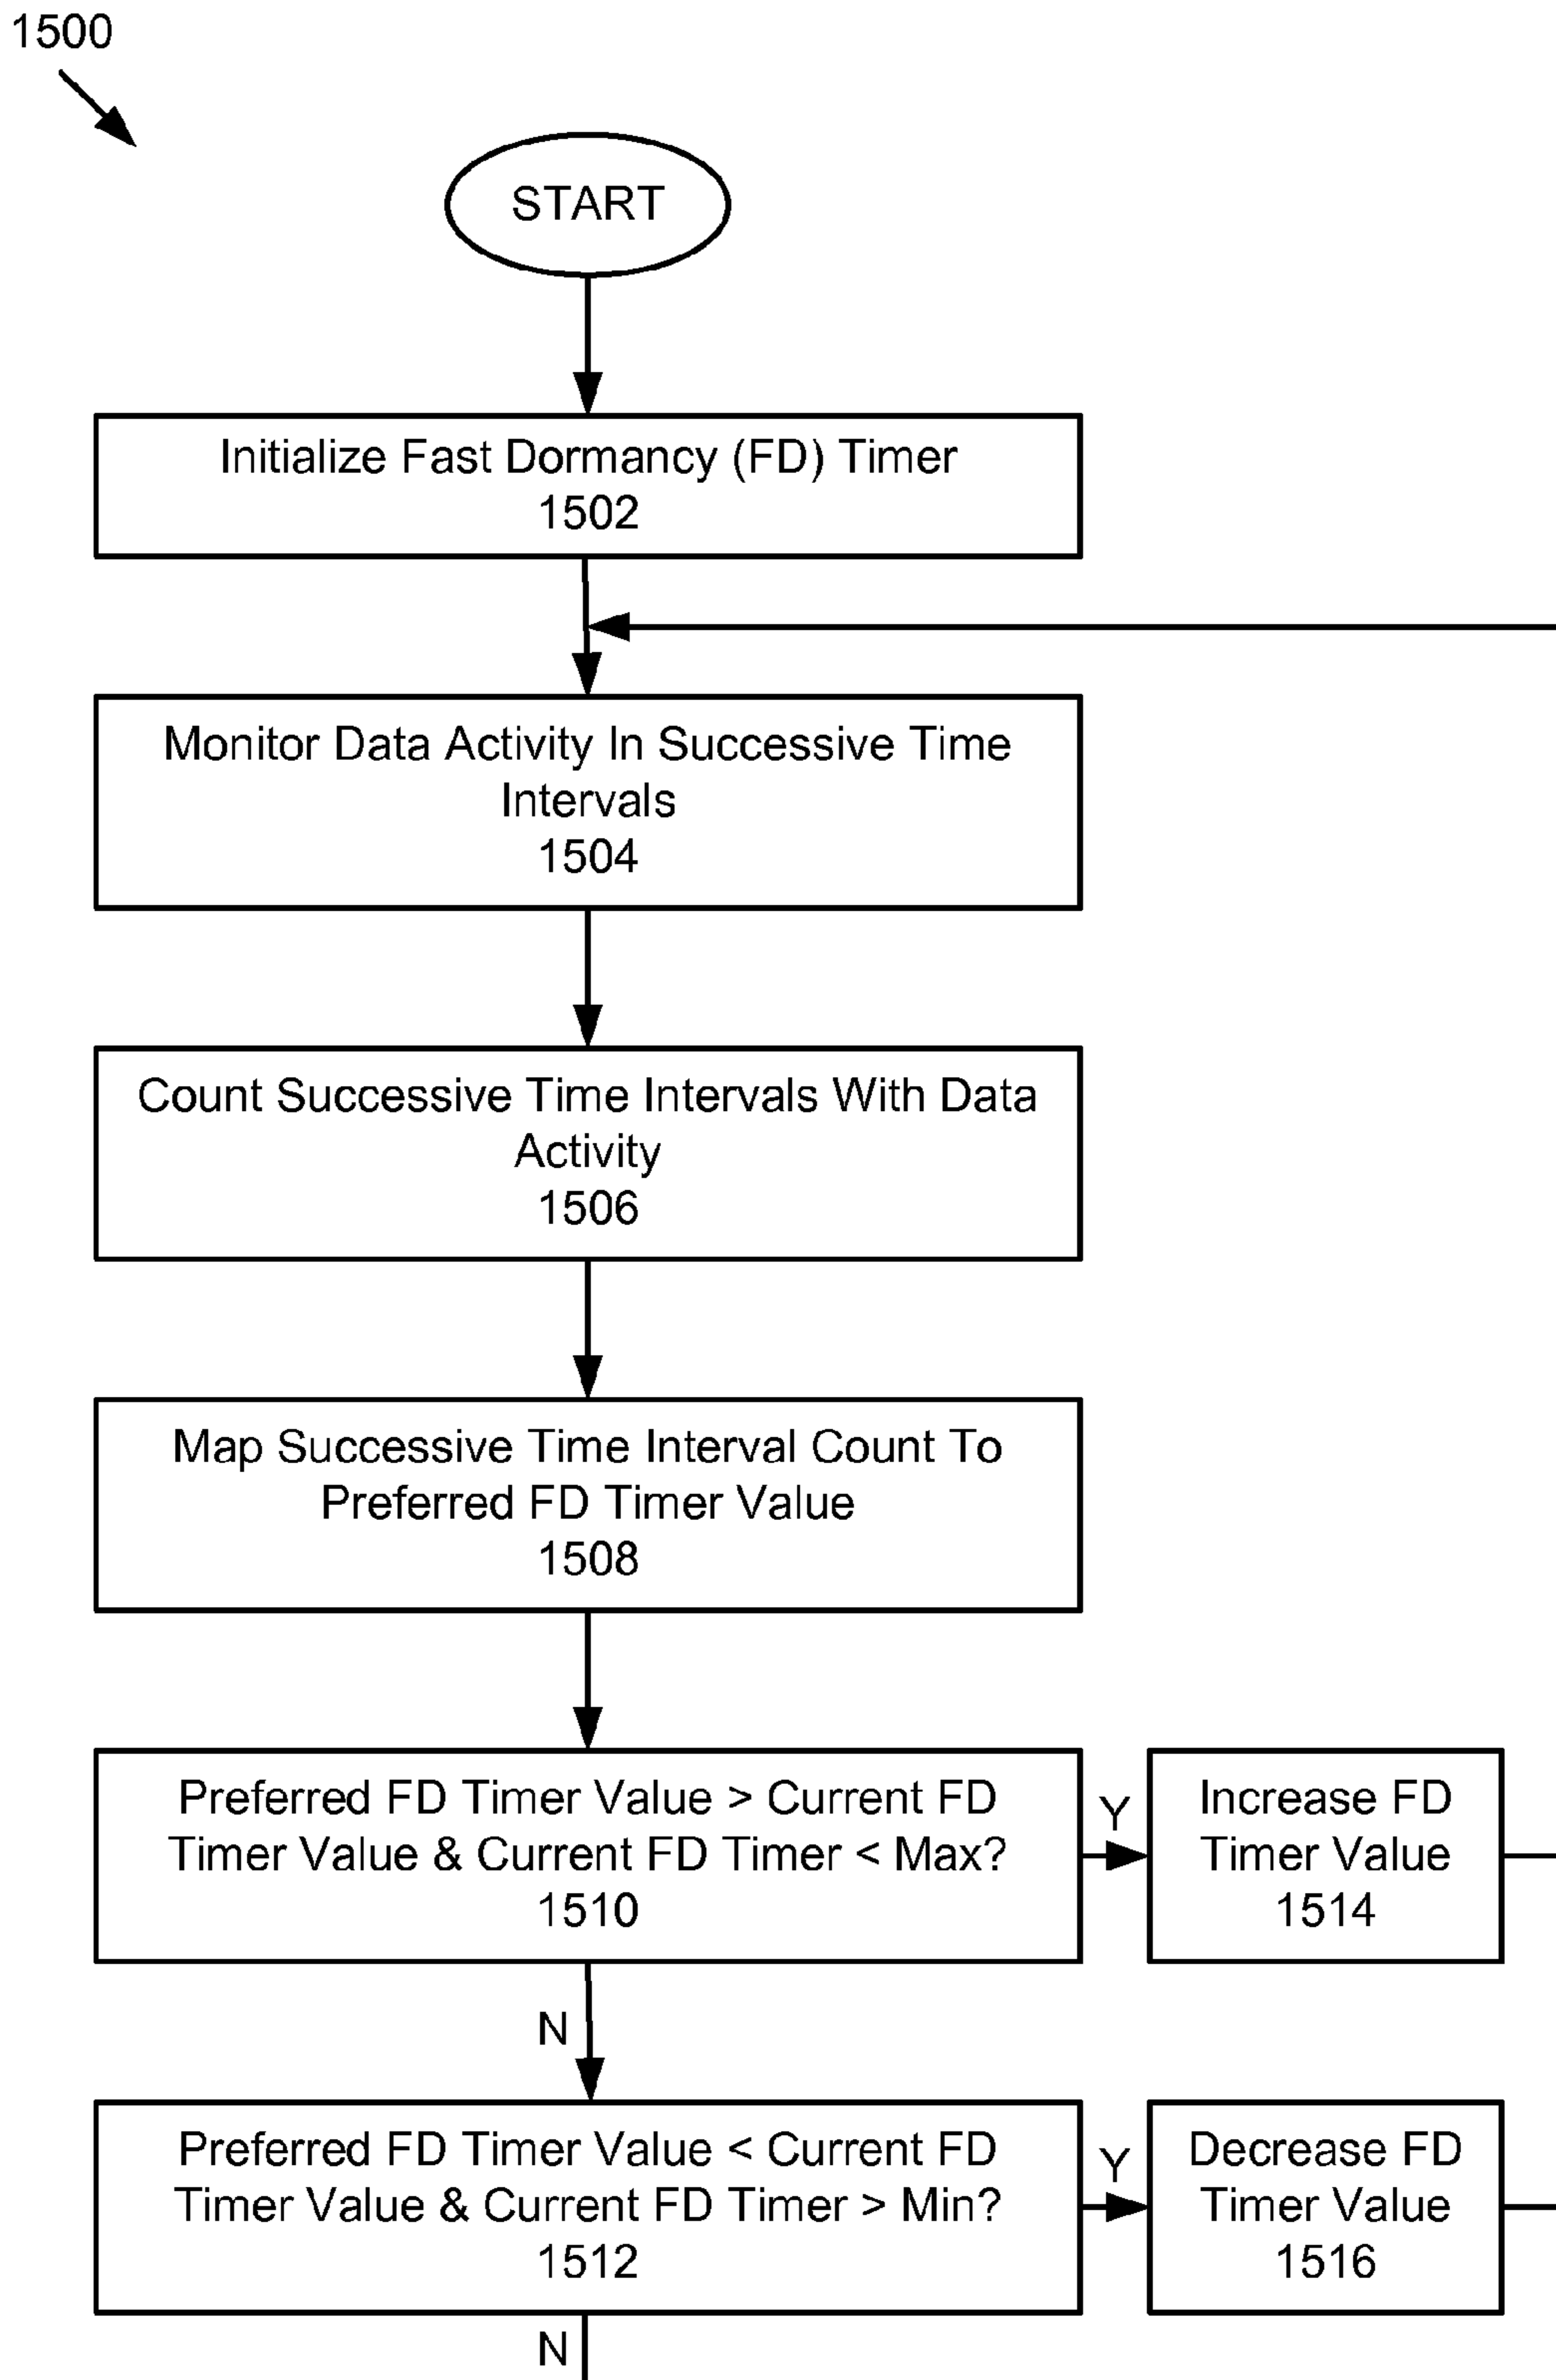 1500
START
Initialize Fast Dormancy (FD) Timer
1502
Monitor Data Activity In Successive Time
Intervals
1504
Count Successive Time Intervals With Data
Activity
1506
Map Successive Time Interval Count To
Preferred FD Timer Value
1508
Preferred FD Timer Value > Current FD
Timer Value & Current FD Timer < Max?
1510
Y
Increase FD
Timer Value
1514
N
Preferred FD Timer Value < Current FD
Timer Value & Current FD Timer > Min?
1512
Y
Decrease FD
Timer Value
1516
N